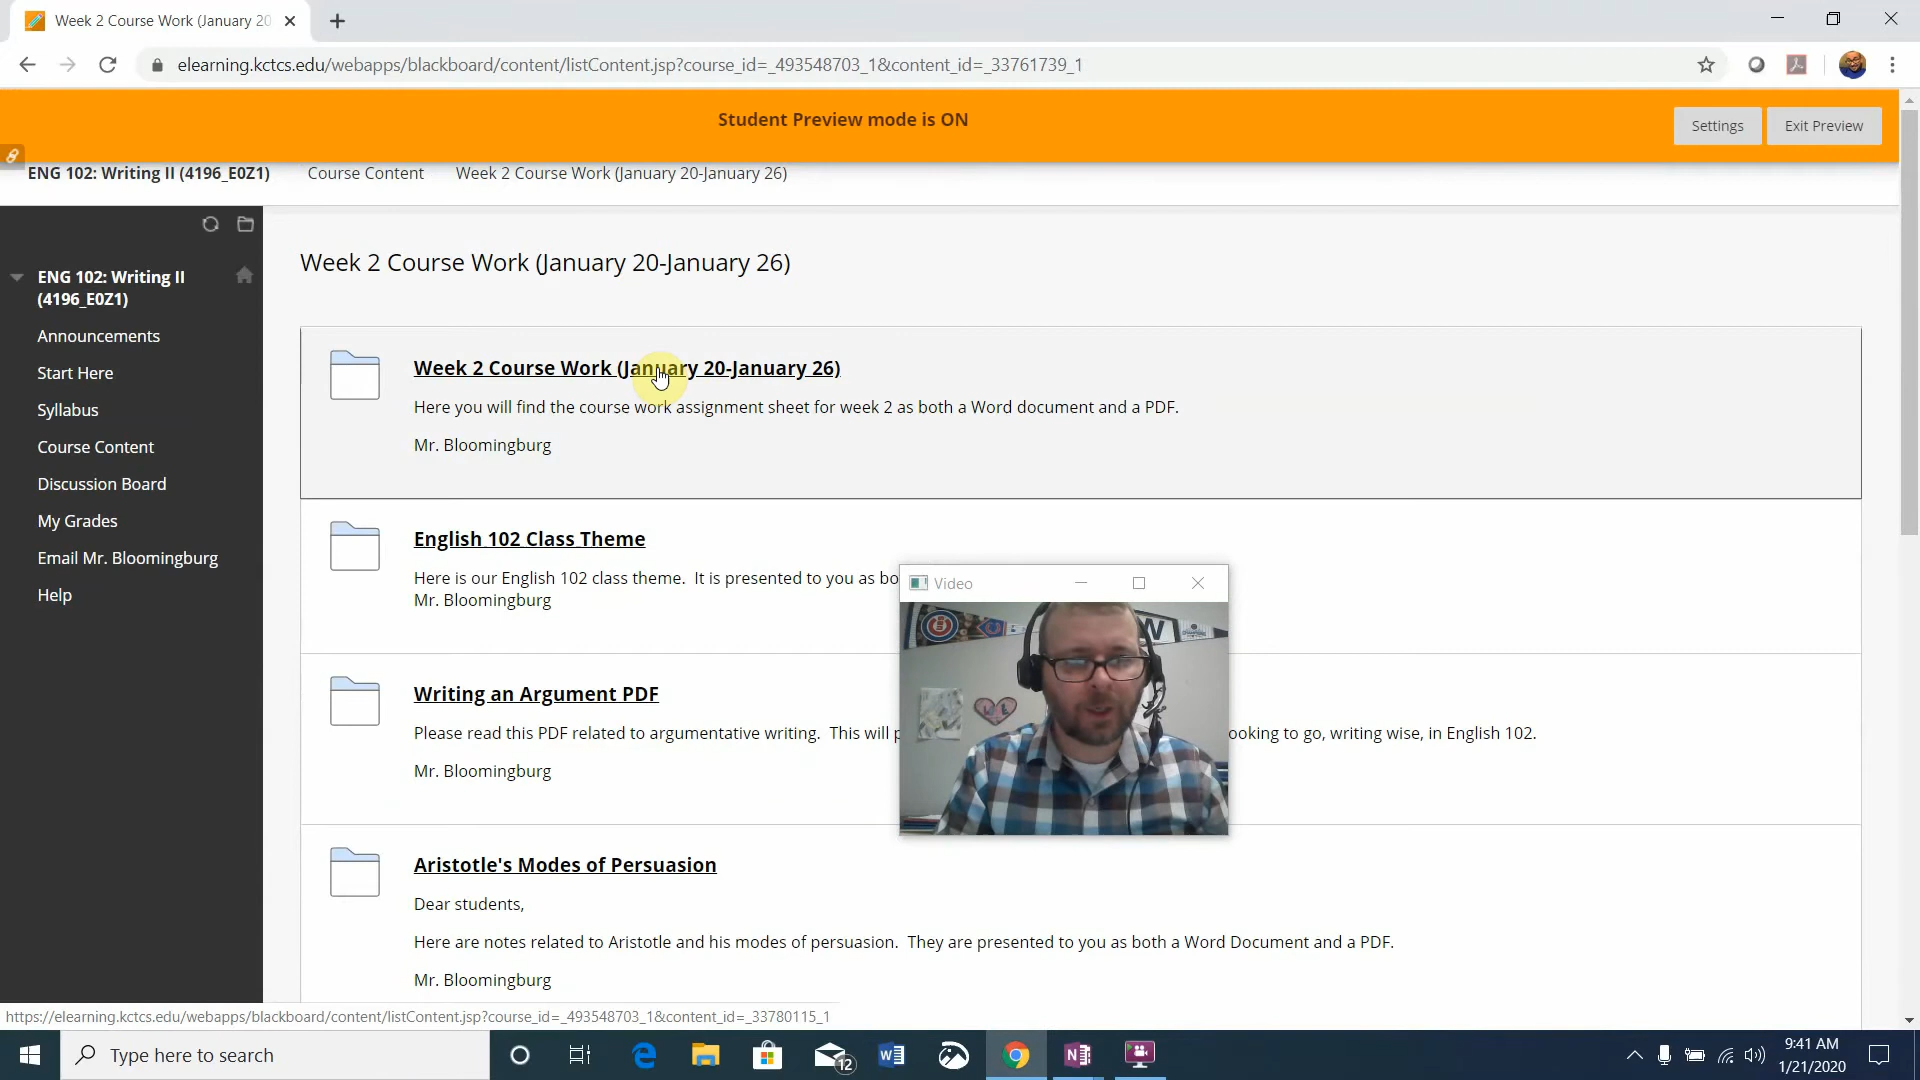 Week 2 Course Work (January 20
elearning.kctcs.edu/webapps/blackboard/content/listContent.jsp?course_id=_493548703_1&content_id=_33761739_1
Student Preview mode is ON
Settings
Exit Preview
ENG 102: Writing II (4196_E0Z1)
Course Content
Week 2 Course Work (January 20-January 26)
ENG 102: Writing II
(4196_E0Z1)
Announcements
Start Here
Syllabus
Course Content
Discussion Board
My Grades
Email Mr. Bloomingburg
Help
Week 2 Course Work (January 20-January 26)
Week 2 Course Work (January 20-January 26)
Here you will find the course work assignment sheet for week 2 as both a Word document and a PDF.
Mr. Bloomingburg
English 102 Class Theme
Here is our English 102 class theme.  It is presented to you as bo
Mr. Bloomingburg
Video
W
Writing an Argument PDF
Please read this PDF related to argumentative writing.  This will p
ooking to go, writing wise, in English 102.
Mr. Bloomingburg
Aristotle's Modes of Persuasion
Dear students,
Here are notes related to Aristotle and his modes of persuasion.  They are presented to you as both a Word Document and a PDF.
Mr. Bloomingburg
https://elearning.kctcs.edu/webapps/blackboard/content/listContent.jsp?course_id=_493548703_1&content_id=_33780115_1
Type here to search
12
9:41 AM
1/21/2020